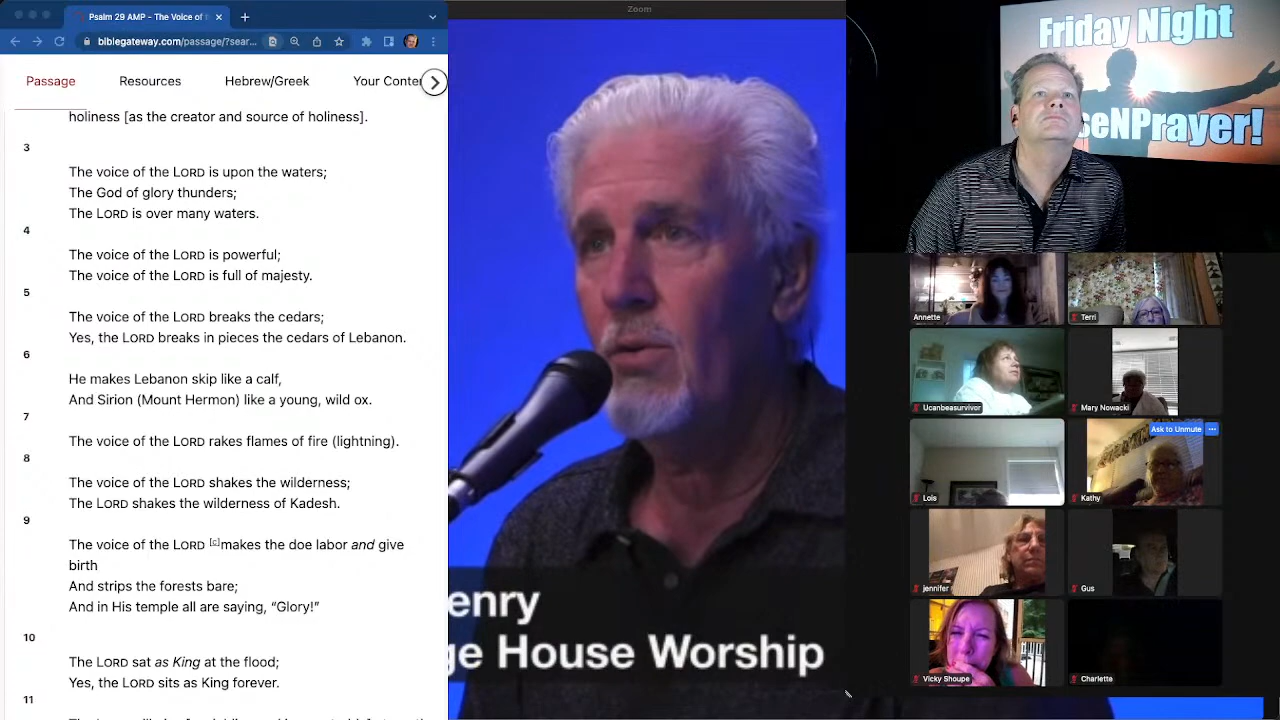 Psalm 29 AMP - The Voice of t
biblegateway.com/passage/?sear...
Passage
Resources
Hebrew/Greek
Your Conter
holiness [as the creator and source of holiness].
3
The voice of the LORD is upon the waters;
The God of glory thunders;
The LORD is over many waters.
4
The voice of the LORD is powerful;
The voice of the LORD is full of majesty.
5
The voice of the LORD breaks the cedars;
Yes, the LORD breaks in pieces the cedars of Lebanon.
6
He makes Lebanon skip like a calf,
And Sirion (Mount Hermon) like a young, wild ox.
7
The voice of the LORD rakes flames of fire (lightning).
8
The voice of the LORD shakes the wilderness;
The LORD shakes the wilderness of Kadesh.
9
The voice of the LORD [c]makes the doe labor and give
birth
And strips the forests bare;
And in His temple all are saying, “Glory!”
10
The LORD sat as King at the flood;
Yes, the LORD sits as King forever.
11
Zoom
enry
ge House Worship
Friday Night
seNPrayer!
Annette
Terri
Ucanbeasurvivor
Mary Nowacki
Lois
Ask to Unmute
Kathy
jennifer
Gus
Vicky Shoupe
Charlette